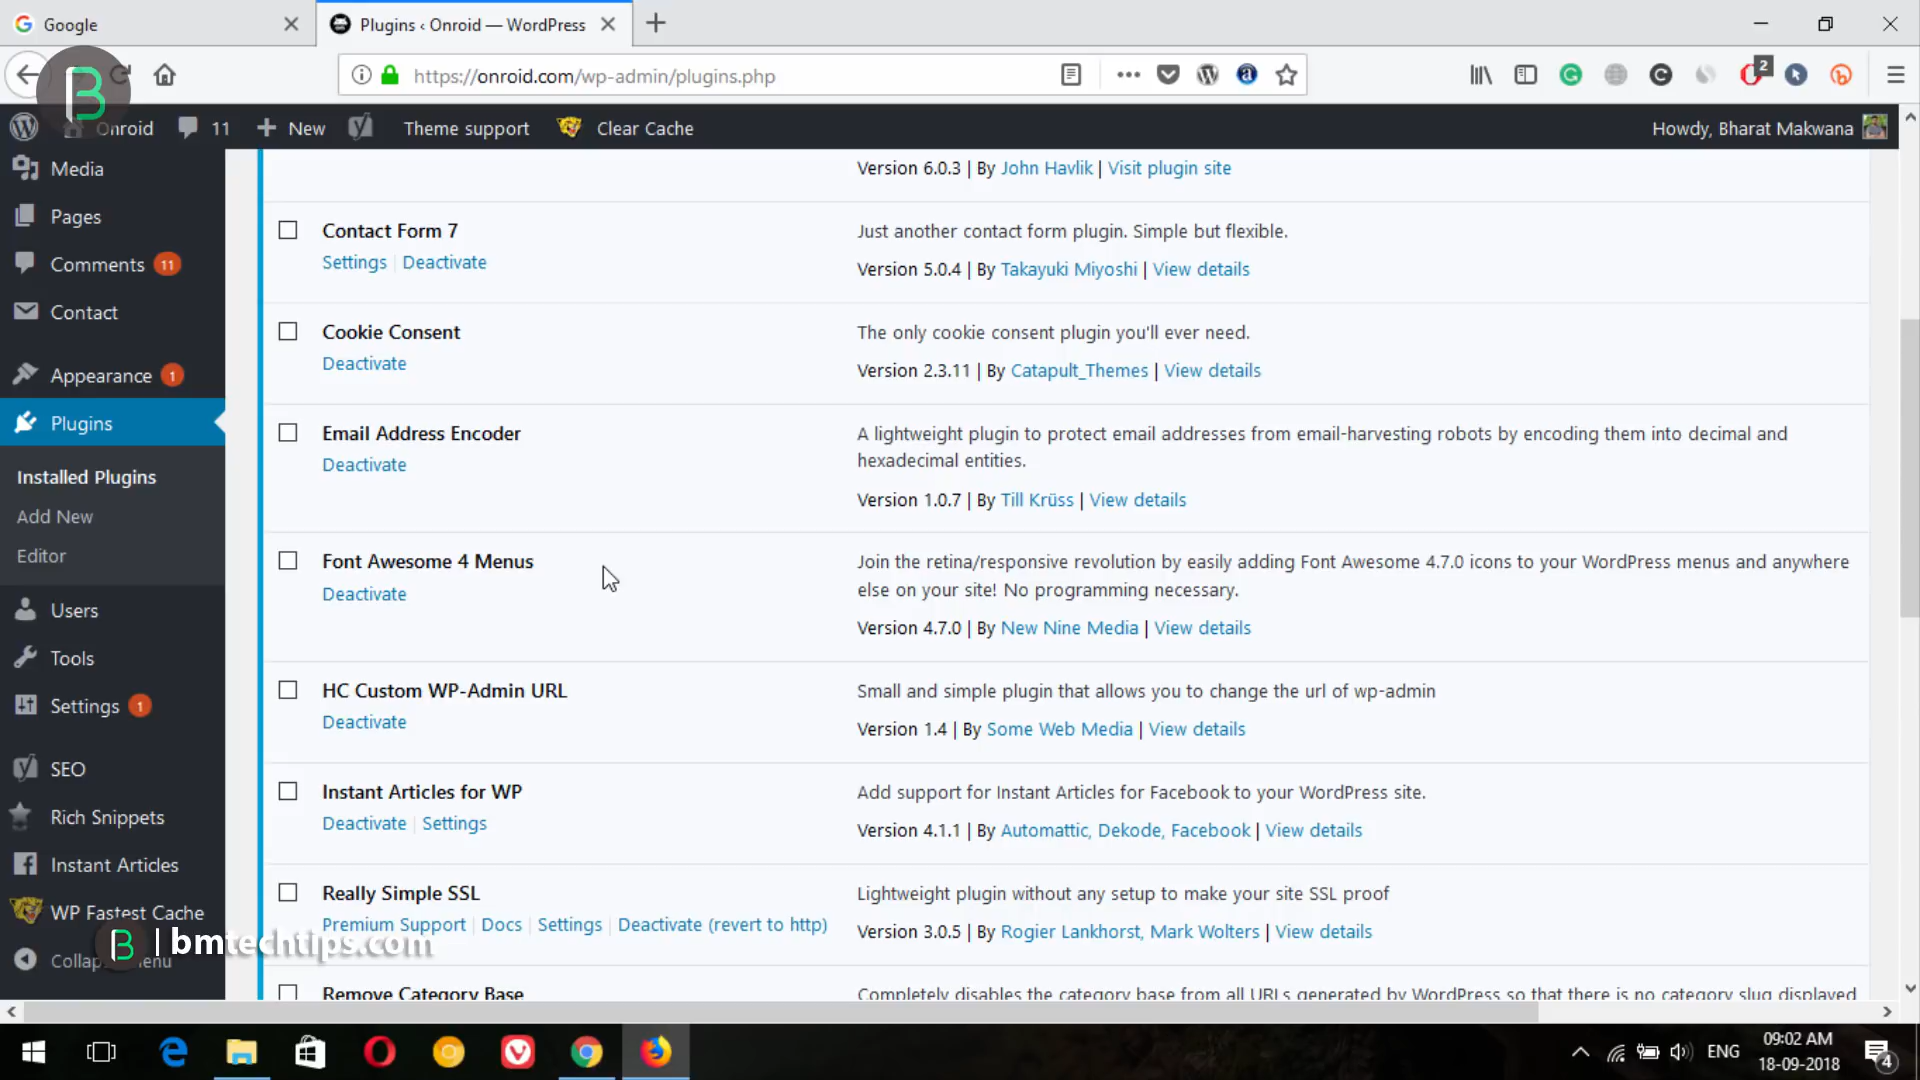 Google
Plugins ‹ Onroid — WordPress
https://onroid.com/wp-admin/plugins.php
2
Onroid
11
New
Theme support
Clear Cache
Howdy, Bharat Makwana
Media
Pages
Comments 11
Contact
Appearance 1
Plugins
Installed Plugins
Add New
Editor
Users
Tools
Settings 1
SEO
Rich Snippets
Instant Articles
WP Fastest Cache
Collapse menu
Version 6.0.3 | By John Havlik | Visit plugin site
Contact Form 7
Settings | Deactivate
Just another contact form plugin. Simple but flexible.
Version 5.0.4 | By Takayuki Miyoshi | View details
Cookie Consent
Deactivate
The only cookie consent plugin you'll ever need.
Version 2.3.11 | By Catapult_Themes | View details
Email Address Encoder
Deactivate
A lightweight plugin to protect email addresses from email-harvesting robots by encoding them into decimal and
hexadecimal entities.
Version 1.0.7 | By Till Krüss | View details
Font Awesome 4 Menus
Deactivate
Join the retina/responsive revolution by easily adding Font Awesome 4.7.0 icons to your WordPress menus and anywhere
else on your site! No programming necessary.
Version 4.7.0 | By New Nine Media | View details
HC Custom WP-Admin URL
Deactivate
Small and simple plugin that allows you to change the url of wp-admin
Version 1.4 | By Some Web Media | View details
Instant Articles for WP
Deactivate | Settings
Add support for Instant Articles for Facebook to your WordPress site.
Version 4.1.1 | By Automattic, Dekode, Facebook | View details
Really Simple SSL
Premium Support | Docs | Settings | Deactivate (revert to http)
Lightweight plugin without any setup to make your site SSL proof
Version 3.0.5 | By Rogier Lankhorst, Mark Wolters | View details
Remove Category Base
Completely disables the category base from all URLs generated by WordPress so that there is no category slug displayed
| bmtechtips.com
ENG
09:02 AM
18-09-2018
4